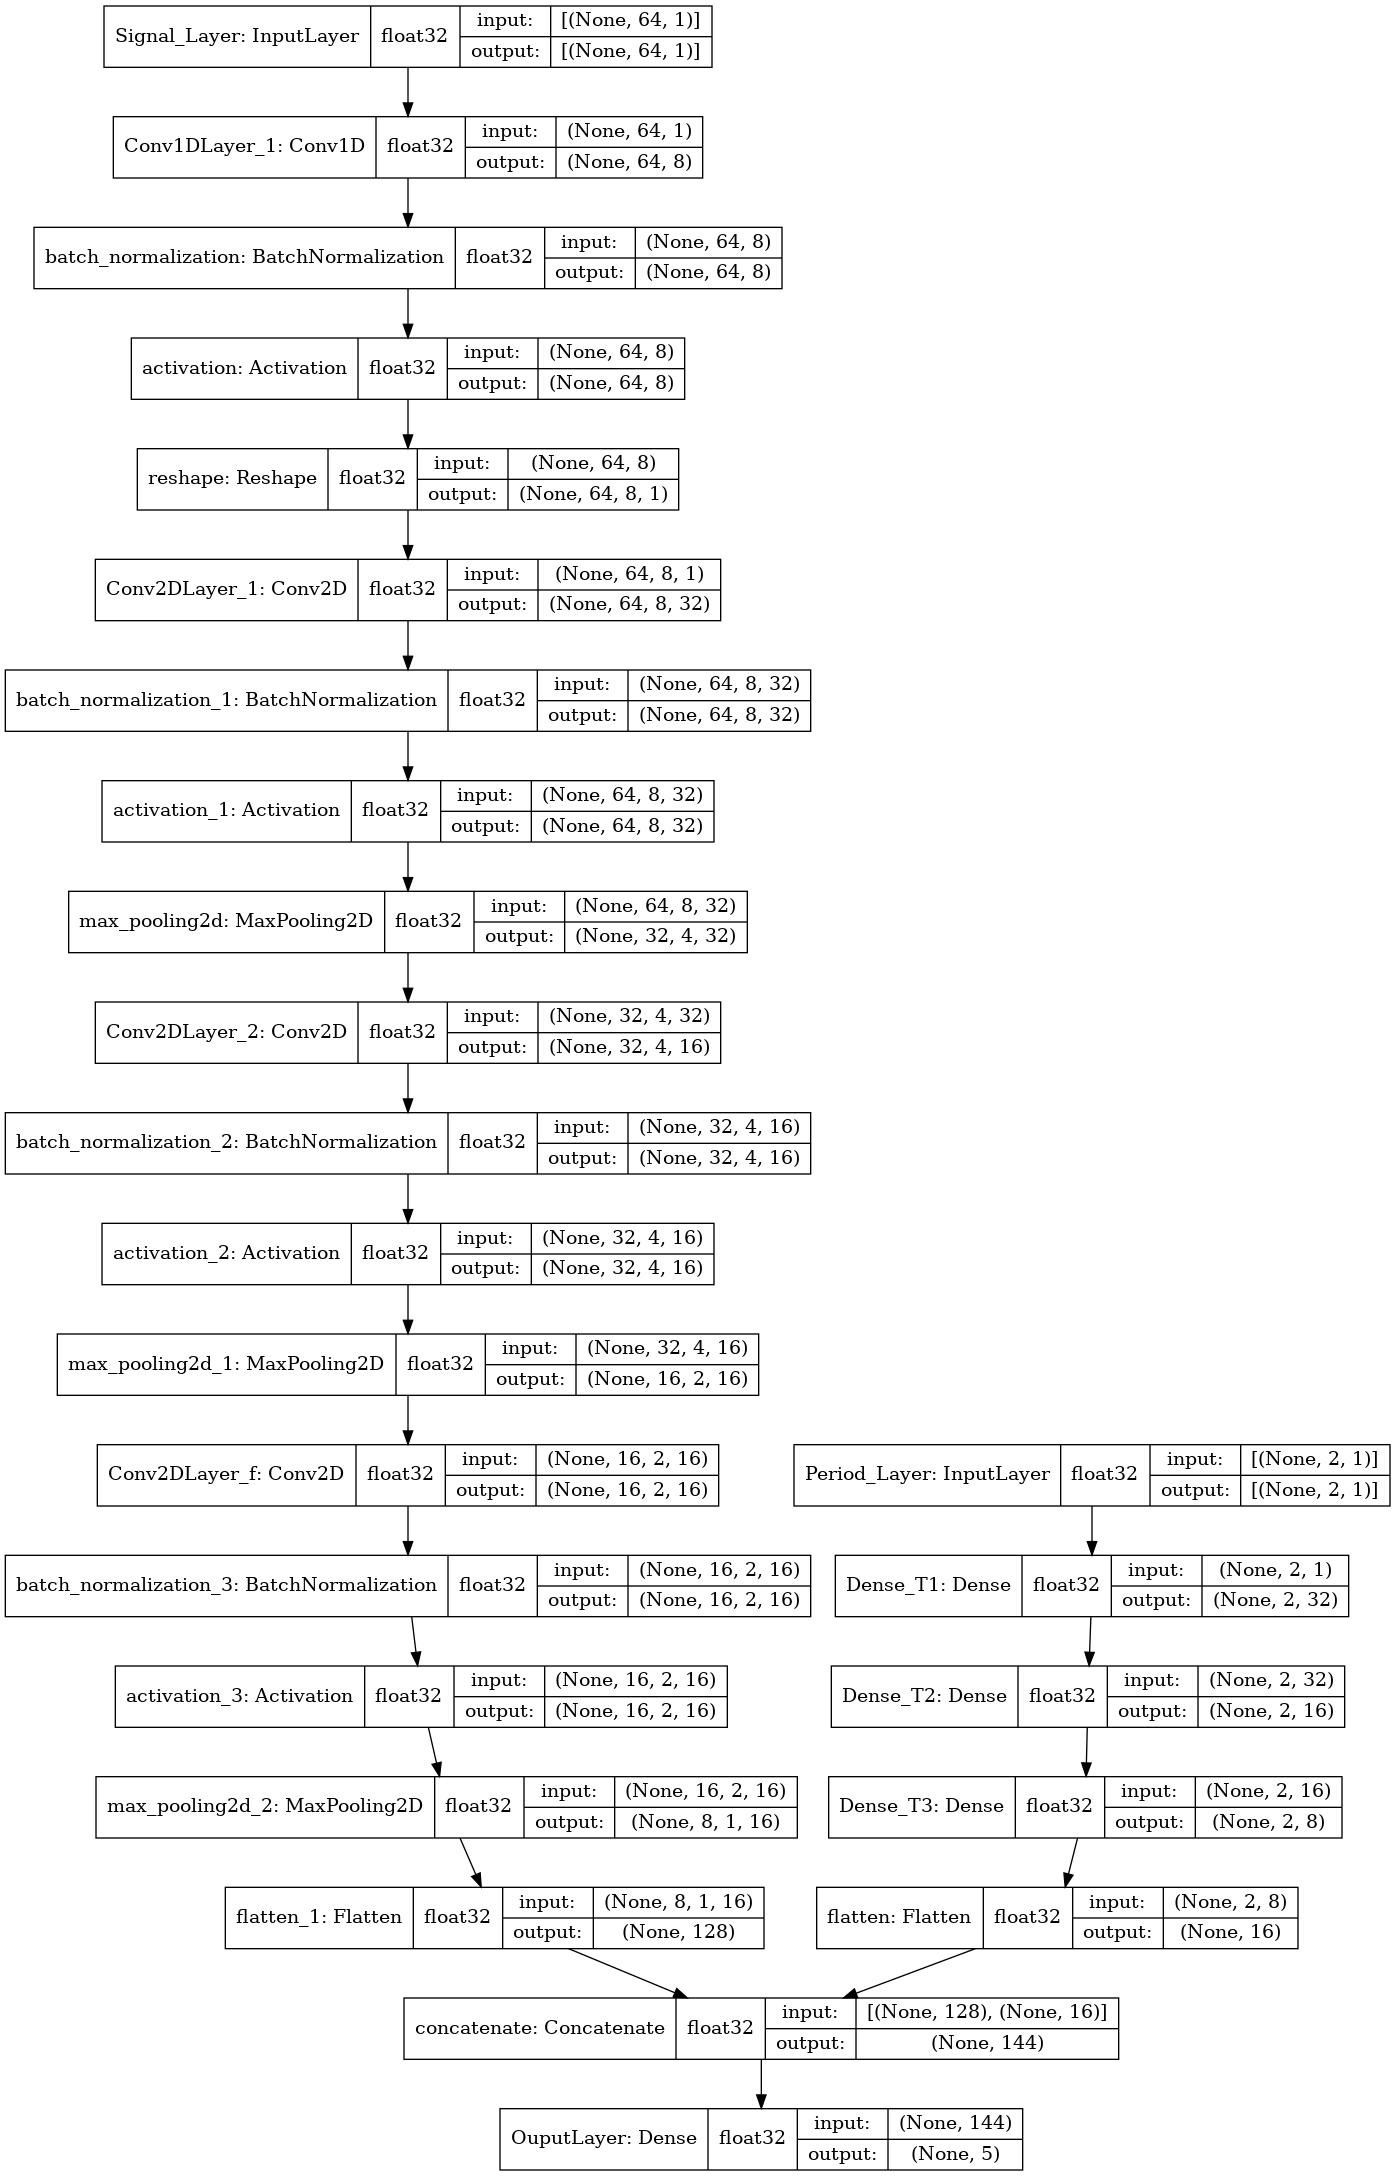 Signal_Layer: InputLayer float32 input: [(None, 64, 1)]
output: [(None, 64, 1)]
Conv1DLayer_1: Conv1D float32 input: (None, 64, 1)
output: (None, 64, 8)
batch_normalization: BatchNormalization float32 input: (None, 64, 8)
output: (None, 64, 8)
activation: Activation float32 input: (None, 64, 8)
output: (None, 64, 8)
reshape: Reshape float32 input: (None, 64, 8)
output: (None, 64, 8, 1)
Conv2DLayer_1: Conv2D float32 input: (None, 64, 8, 1)
output: (None, 64, 8, 32)
batch_normalization_1: BatchNormalization float32 input: (None, 64, 8, 32)
output: (None, 64, 8, 32)
activation_1: Activation float32 input: (None, 64, 8, 32)
output: (None, 64, 8, 32)
max_pooling2d: MaxPooling2D float32 input: (None, 64, 8, 32)
output: (None, 32, 4, 32)
Conv2DLayer_2: Conv2D float32 input: (None, 32, 4, 32)
output: (None, 32, 4, 16)
batch_normalization_2: BatchNormalization float32 input: (None, 32, 4, 16)
output: (None, 32, 4, 16)
activation_2: Activation float32 input: (None, 32, 4, 16)
output: (None, 32, 4, 16)
max_pooling2d_1: MaxPooling2D float32 input: (None, 32, 4, 16)
output: (None, 16, 2, 16)
Conv2DLayer_f: Conv2D float32 input: (None, 16, 2, 16)
output: (None, 16, 2, 16)
Period_Layer: InputLayer float32 input: [(None, 2, 1)]
output: [(None, 2, 1)]
batch_normalization_3: BatchNormalization float32 input: (None, 16, 2, 16)
output: (None, 16, 2, 16)
Dense_T1: Dense float32 input: (None, 2, 1)
output: (None, 2, 32)
activation_3: Activation float32 input: (None, 16, 2, 16)
output: (None, 16, 2, 16)
Dense_T2: Dense float32 input: (None, 2, 32)
output: (None, 2, 16)
max_pooling2d_2: MaxPooling2D float32 input: (None, 16, 2, 16)
output: (None, 8, 1, 16)
Dense_T3: Dense float32 input: (None, 2, 16)
output: (None, 2, 8)
flatten_1: Flatten float32 input: (None, 8, 1, 16)
output: (None, 128)
flatten: Flatten float32 input: (None, 2, 8)
output: (None, 16)
concatenate: Concatenate float32 input: [(None, 128), (None, 16)]
output: (None, 144)
OuputLayer: Dense float32 input: (None, 144)
output: (None, 5)